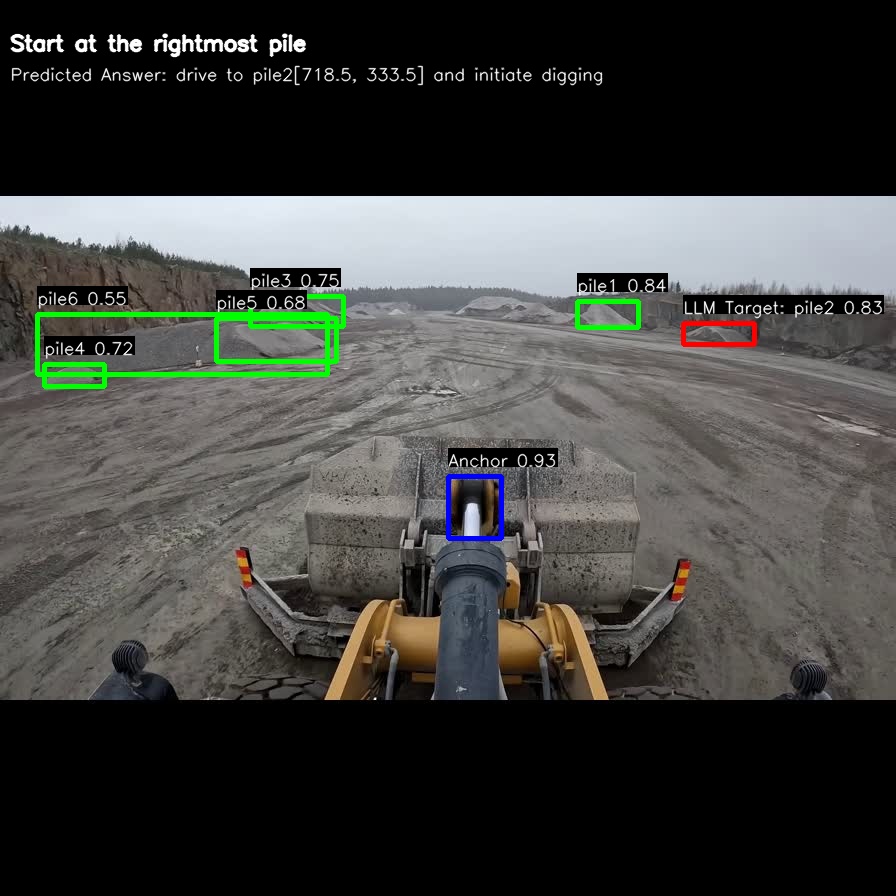 Start at the rightmost pile
Predicted Answer: drive to pile2[718.5, 333.5] and initiate digging
pile3 0.75
pile1 0.84
pile6 0.55
pile5 0.68
LLM Target: pile2 0.83
pile4 0.72
Anchor 0.93